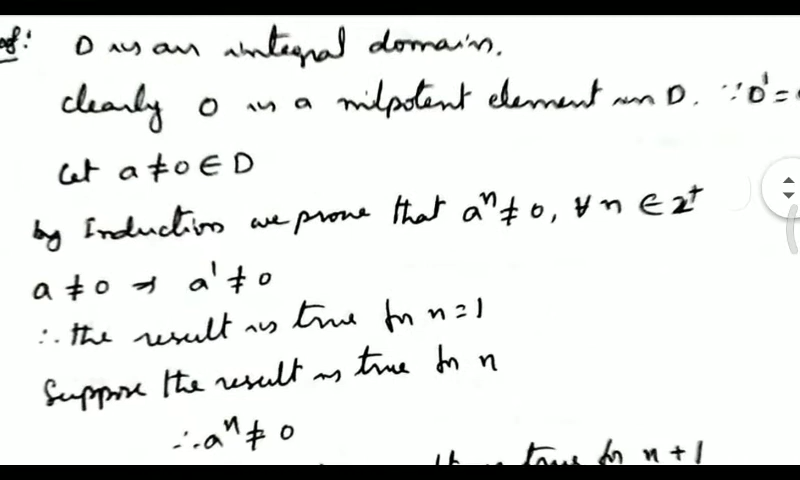 D is an integral domain.
clearly 0 is a nilpotent element in D. ∵ 0¹ =
Let a ≠ 0 ∈ D
by Induction we prove that aⁿ ≠ 0, ∀ n ∈ Z⁺
a ≠ 0 ⇒ a¹ ≠ 0
∴ the result is true for n = 1
Suppose the result is true for n
∴ aⁿ ≠ 0
true for n + 1